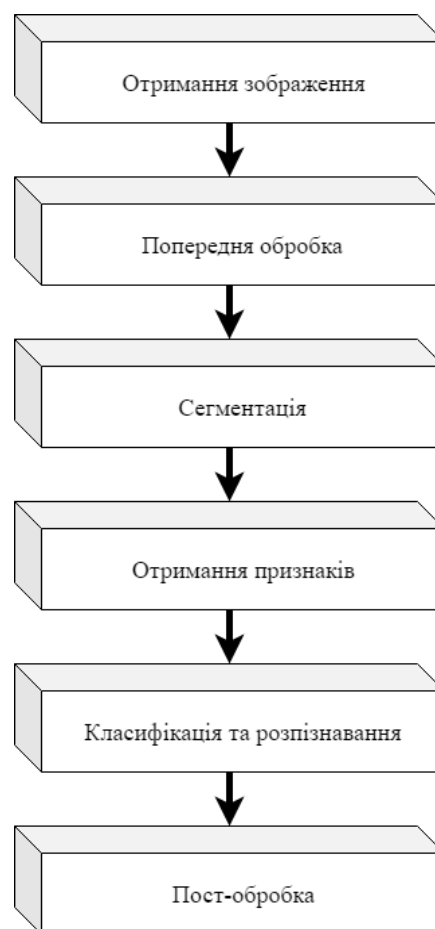 Отримання зображення
Попередня обробка
Сегментація
Отримання признаків
Класифікація та розпізнавання
Пост-обробка